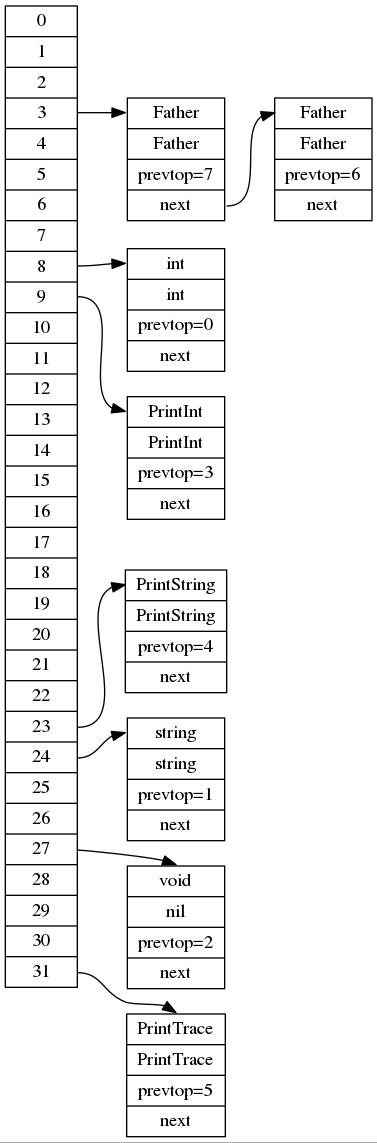 0
1
2
3
4
5
6
7
8
9
10
11
12
13
14
15
16
17
18
19
20
21
22
23
24
25
26
27
28
29
30
31
Father
Father
prevtop=7
next
Father
Father
prevtop=6
next
int
int
prevtop=0
next
PrintInt
PrintInt
prevtop=3
next
PrintString
PrintString
prevtop=4
next
string
string
prevtop=1
next
void
nil
prevtop=2
next
PrintTrace
PrintTrace
prevtop=5
next